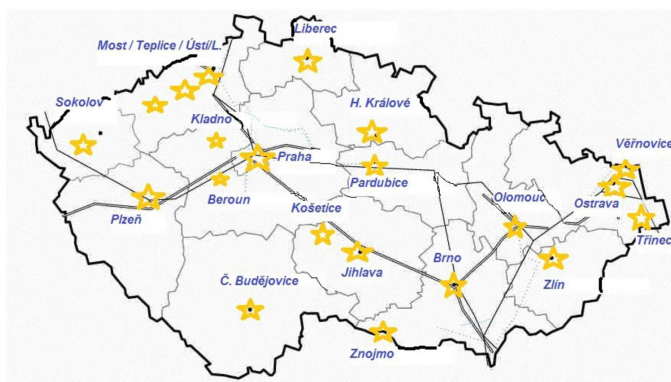 Liberec
Most / Teplice / Ústí/L.
Sokolov
H. Králové
Kladno
Věřnovice
Praha
Pardubice
Beroun
Olomouc
Ostrava
Plzeň
Košetice
Třinec
Jihlava
Brno
Zlín
Č. Budějovice
Znojmo